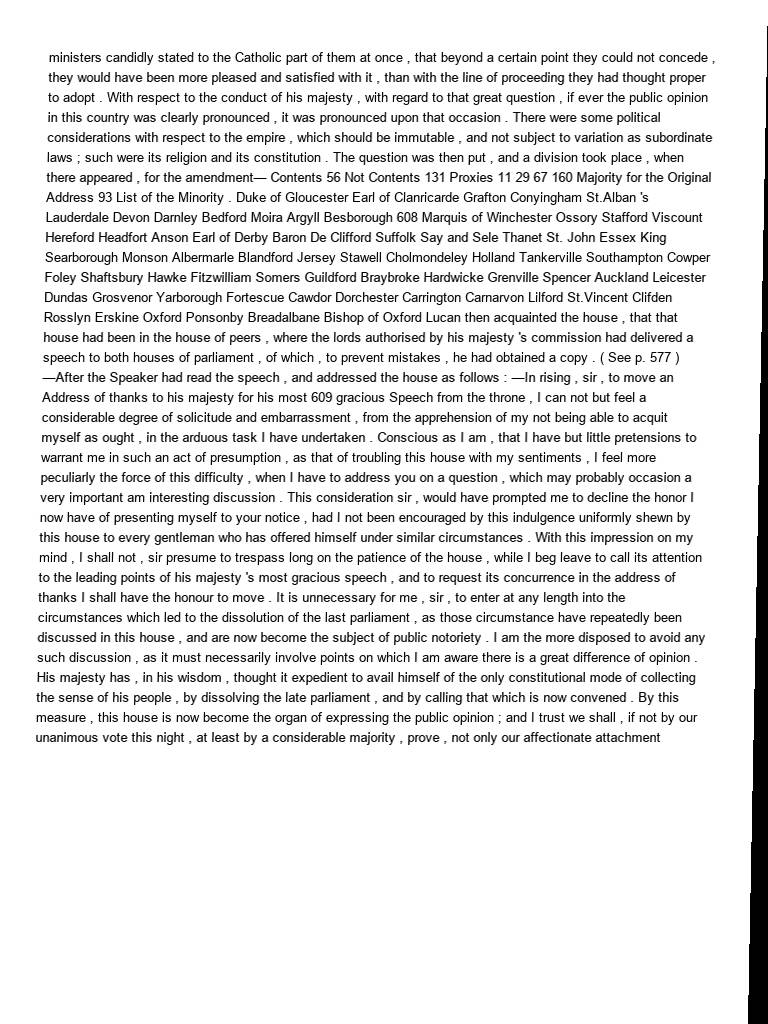 ministers candidly stated to the Catholic part of them at once , that beyond a certain point they could not concede ,
they would have been more pleased and satisfied with it , than with the line of proceeding they had thought proper
to adopt . With respect to the conduct of his majesty , with regard to that great question , if ever the public opinion
in this country was clearly pronounced , it was pronounced upon that occasion . There were some political
considerations with respect to the empire , which should be immutable , and not subject to variation as subordinate
laws ; such were its religion and its constitution . The question was then put , and a division took place , when
there appeared , for the amendment— Contents 56 Not Contents 131 Proxies 11 29 67 160 Majority for the Original
Address 93 List of the Minority . Duke of Gloucester Earl of Clanricarde Grafton Conyingham St.Alban 's
Lauderdale Devon Darnley Bedford Moira Argyll Besborough 608 Marquis of Winchester Ossory Stafford Viscount
Hereford Headfort Anson Earl of Derby Baron De Clifford Suffolk Say and Sele Thanet St. John Essex King
Searborough Monson Albermarle Blandford Jersey Stawell Cholmondeley Holland Tankerville Southampton Cowper
Foley Shaftsbury Hawke Fitzwilliam Somers Guildford Braybroke Hardwicke Grenville Spencer Auckland Leicester
Dundas Grosvenor Yarborough Fortescue Cawdor Dorchester Carrington Carnarvon Lilford St.Vincent Clifden
Rosslyn Erskine Oxford Ponsonby Breadalbane Bishop of Oxford Lucan then acquainted the house , that that
house had been in the house of peers , where the lords authorised by his majesty 's commission had delivered a
speech to both houses of parliament , of which , to prevent mistakes , he had obtained a copy . ( See p. 577 )
—After the Speaker had read the speech , and addressed the house as follows : —In rising , sir , to move an
Address of thanks to his majesty for his most 609 gracious Speech from the throne , I can not but feel a
considerable degree of solicitude and embarrassment , from the apprehension of my not being able to acquit
myself as ought , in the arduous task I have undertaken . Conscious as I am , that I have but little pretensions to
warrant me in such an act of presumption , as that of troubling this house with my sentiments , I feel more
peculiarly the force of this difficulty , when I have to address you on a question , which may probably occasion a
very important am interesting discussion . This consideration sir , would have prompted me to decline the honor I
now have of presenting myself to your notice , had I not been encouraged by this indulgence uniformly shewn by
this house to every gentleman who has offered himself under similar circumstances . With this impression on my
mind , I shall not , sir presume to trespass long on the patience of the house , while I beg leave to call its attention
to the leading points of his majesty 's most gracious speech , and to request its concurrence in the address of
thanks I shall have the honour to move . It is unnecessary for me , sir , to enter at any length into the
circumstances which led to the dissolution of the last parliament , as those circumstance have repeatedly been
discussed in this house , and are now become the subject of public notoriety . I am the more disposed to avoid any
such discussion , as it must necessarily involve points on which I am aware there is a great difference of opinion .
His majesty has , in his wisdom , thought it expedient to avail himself of the only constitutional mode of collecting
the sense of his people , by dissolving the late parliament , and by calling that which is now convened . By this
measure , this house is now become the organ of expressing the public opinion ; and I trust we shall , if not by our
unanimous vote this night , at least by a considerable majority , prove , not only our affectionate attachment